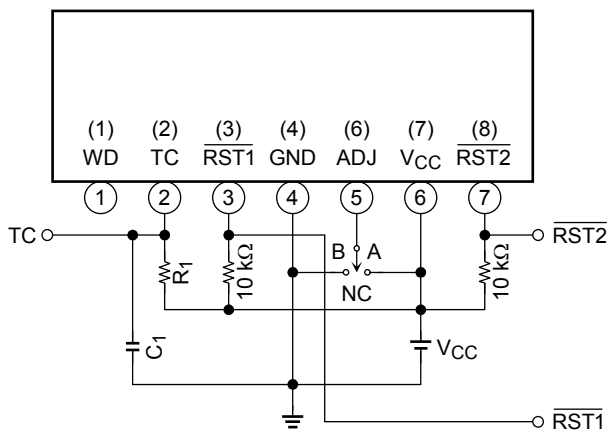 (1) (2) (3) (4) (6) (7) (8)
WD TC RST1 GND ADJ VCC RST2
1 2 3 4 5 6 7
TC
B A
RST2
R1
10 kΩ
NC
10 kΩ
C1
VCC
RST1